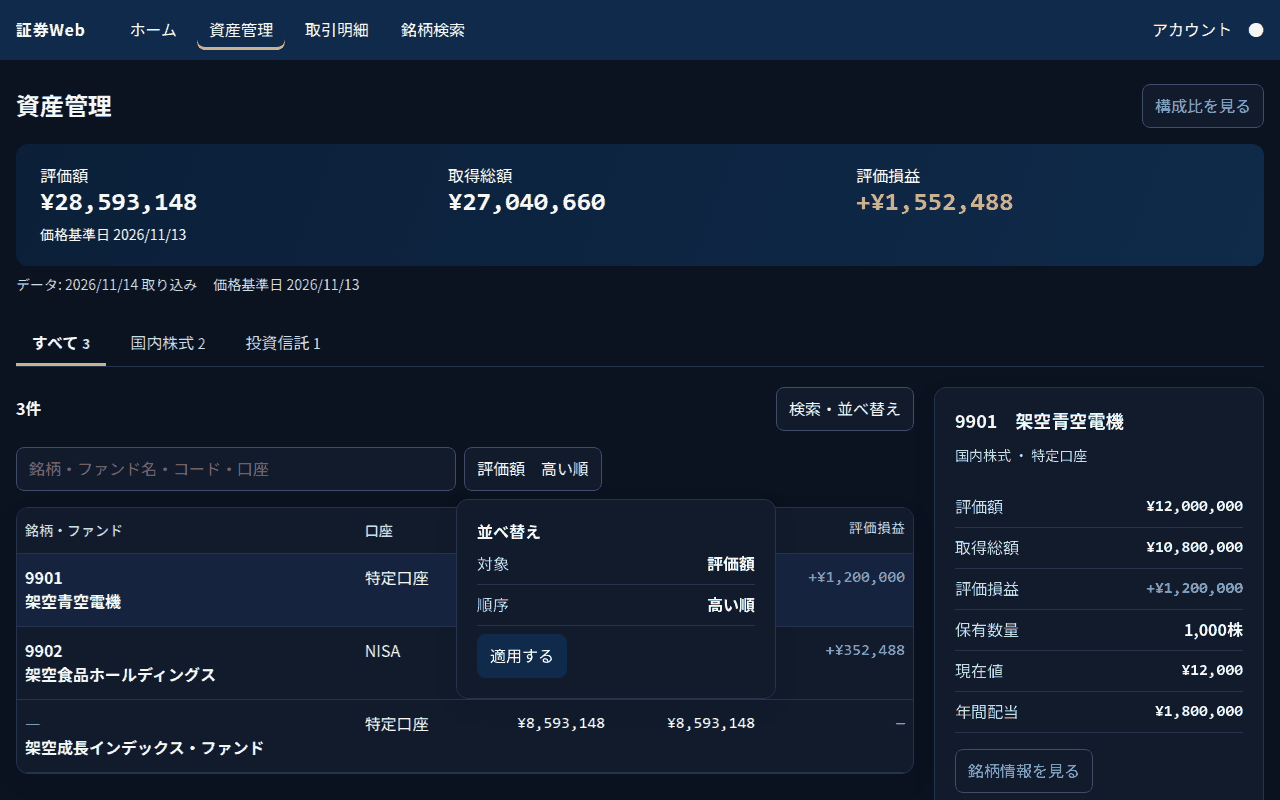 証券Web ホーム 資産管理 取引明細 銘柄検索 アカウント
資産管理 構成比を見る
評価額 取得総額 評価損益
¥28,593,148 ¥27,040,660 +¥1,552,488
価格基準日 2026/11/13
データ: 2026/11/14 取り込み 価格基準日 2026/11/13
すべて 3 国内株式 2 投資信託 1
3件 検索・並べ替え
銘柄・ファンド名・コード・口座 評価額 高い順
銘柄・ファンド 口座 評価損益
9901 特定口座 +¥1,200,000
架空青空電機
9902 NISA +¥352,488
架空食品ホールディングス
— 特定口座 ¥8,593,148 ¥8,593,148 —
架空成長インデックス・ファンド
並べ替え
対象 評価額
順序 高い順
適用する
9901 架空青空電機
国内株式 ・ 特定口座
評価額 ¥12,000,000
取得総額 ¥10,800,000
評価損益 +¥1,200,000
保有数量 1,000株
現在値 ¥12,000
年間配当 ¥1,800,000
銘柄情報を見る